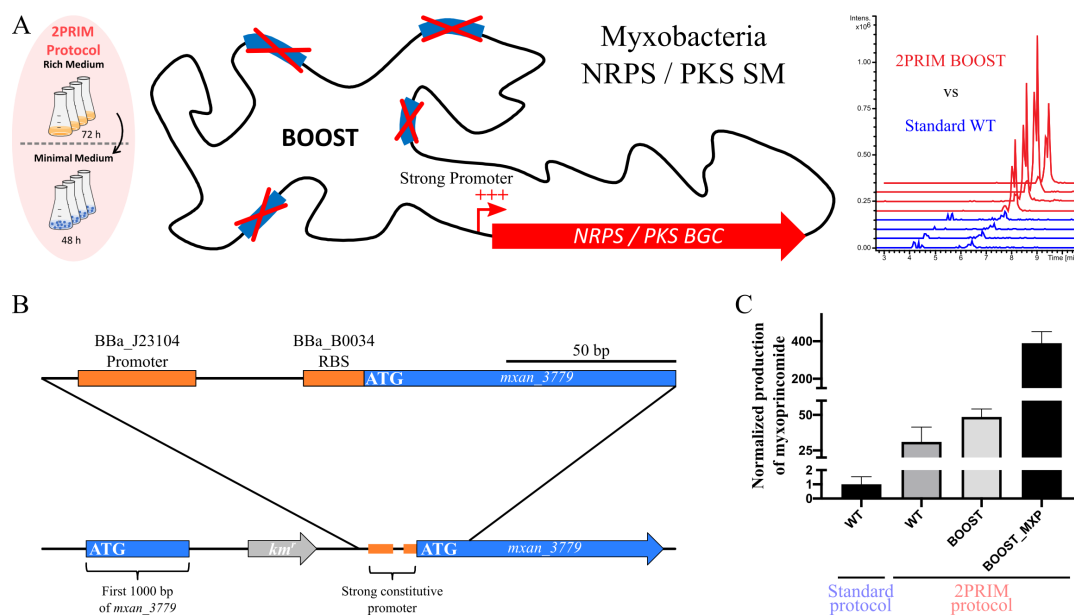 A
2PRIM
Protocol
Rich Medium
72 h
Minimal Medium
48 h
BOOST
Myxobacteria
NRPS / PKS SM
Strong Promoter
+++
NRPS / PKS BGC
Intens.
x10⁶
1.00
0.75
0.50
0.25
0.00
3 4 5 6 7 8 9 Time [mi
2PRIM BOOST
vs
Standard WT
B
BBa_J23104
Promoter
BBa_B0034
RBS
50 bp
ATG
mxan_3779
ATG
kmʳ
ATG
mxan_3779
First 1000 bp
of mxan_3779
Strong constitutive
promoter
C
Normalized production
of myxoprincomide
400
200
50
25
2
1
0
WT
WT
BOOST
BOOST_MXP
Standard
protocol
2PRIM
protocol